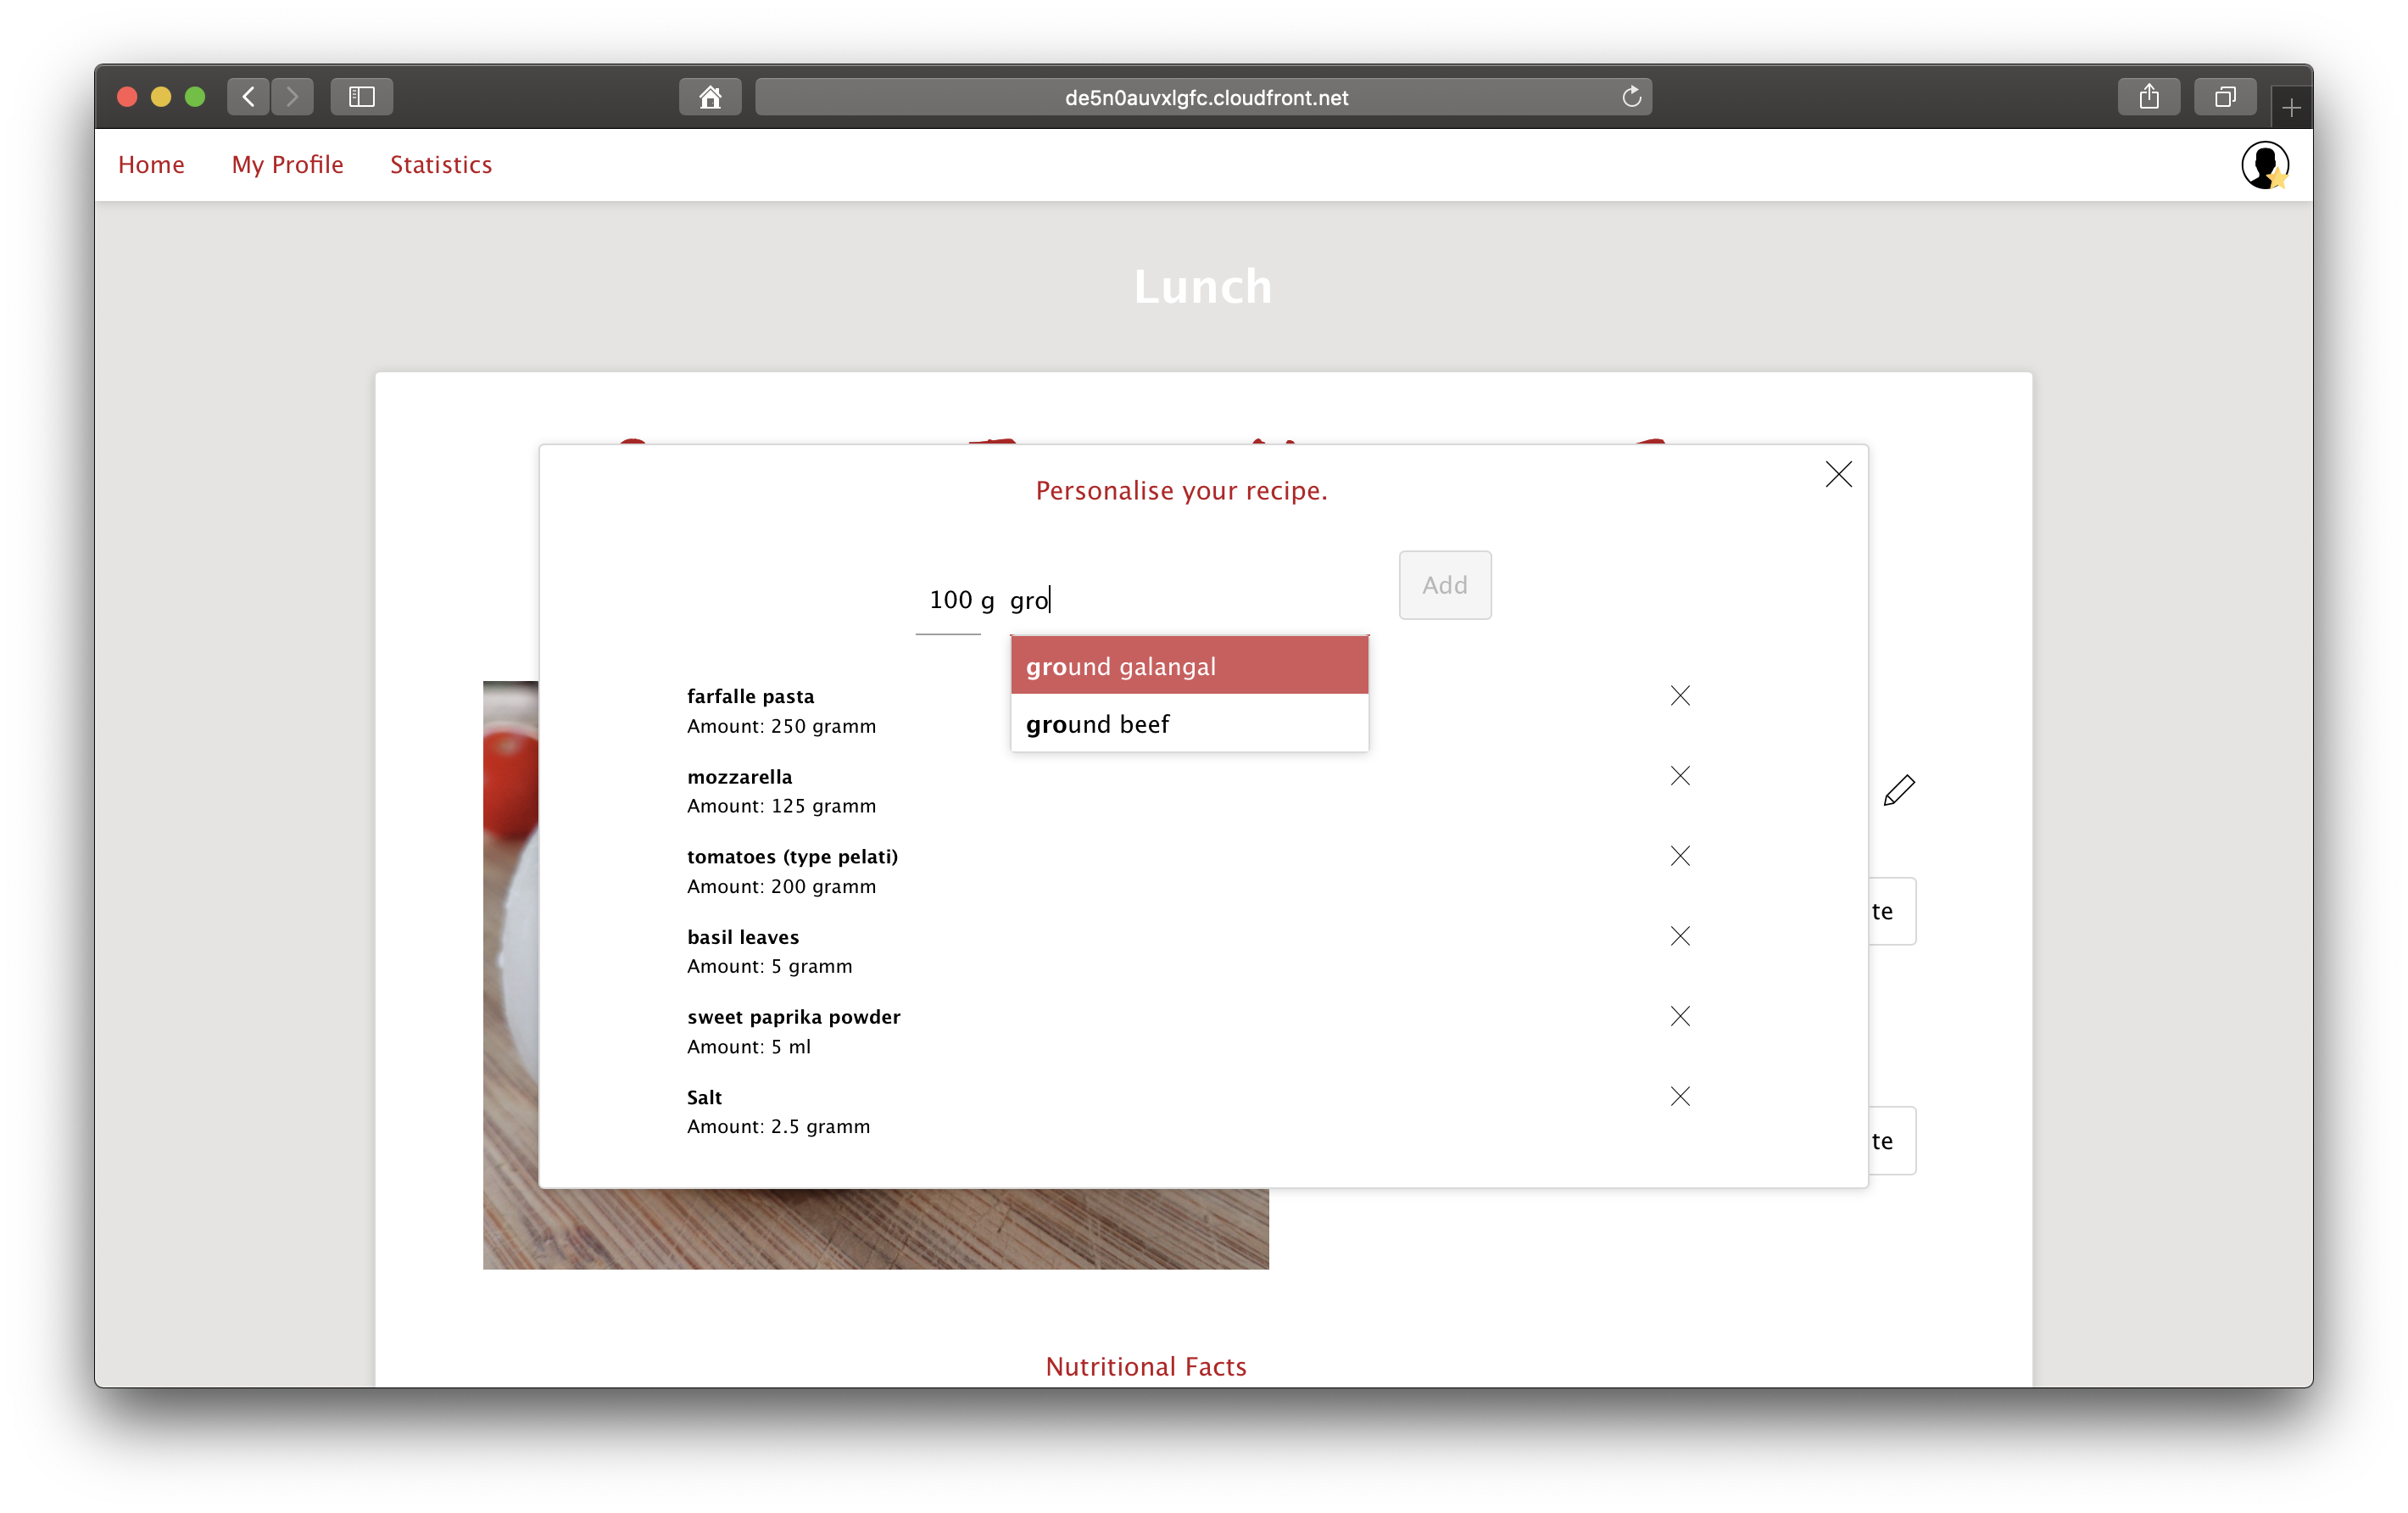 de5n0auvxlgfc.cloudfront.net
Home My Profile Statistics
Lunch
Personalise your recipe.
100 g gro
Add
ground galangal
ground beef
farfalle pasta
Amount: 250 gramm
mozzarella
Amount: 125 gramm
tomatoes (type pelati)
Amount: 200 gramm
basil leaves
Amount: 5 gramm
te
sweet paprika powder
Amount: 5 ml
Salt
Amount: 2.5 gramm
te
Nutritional Facts